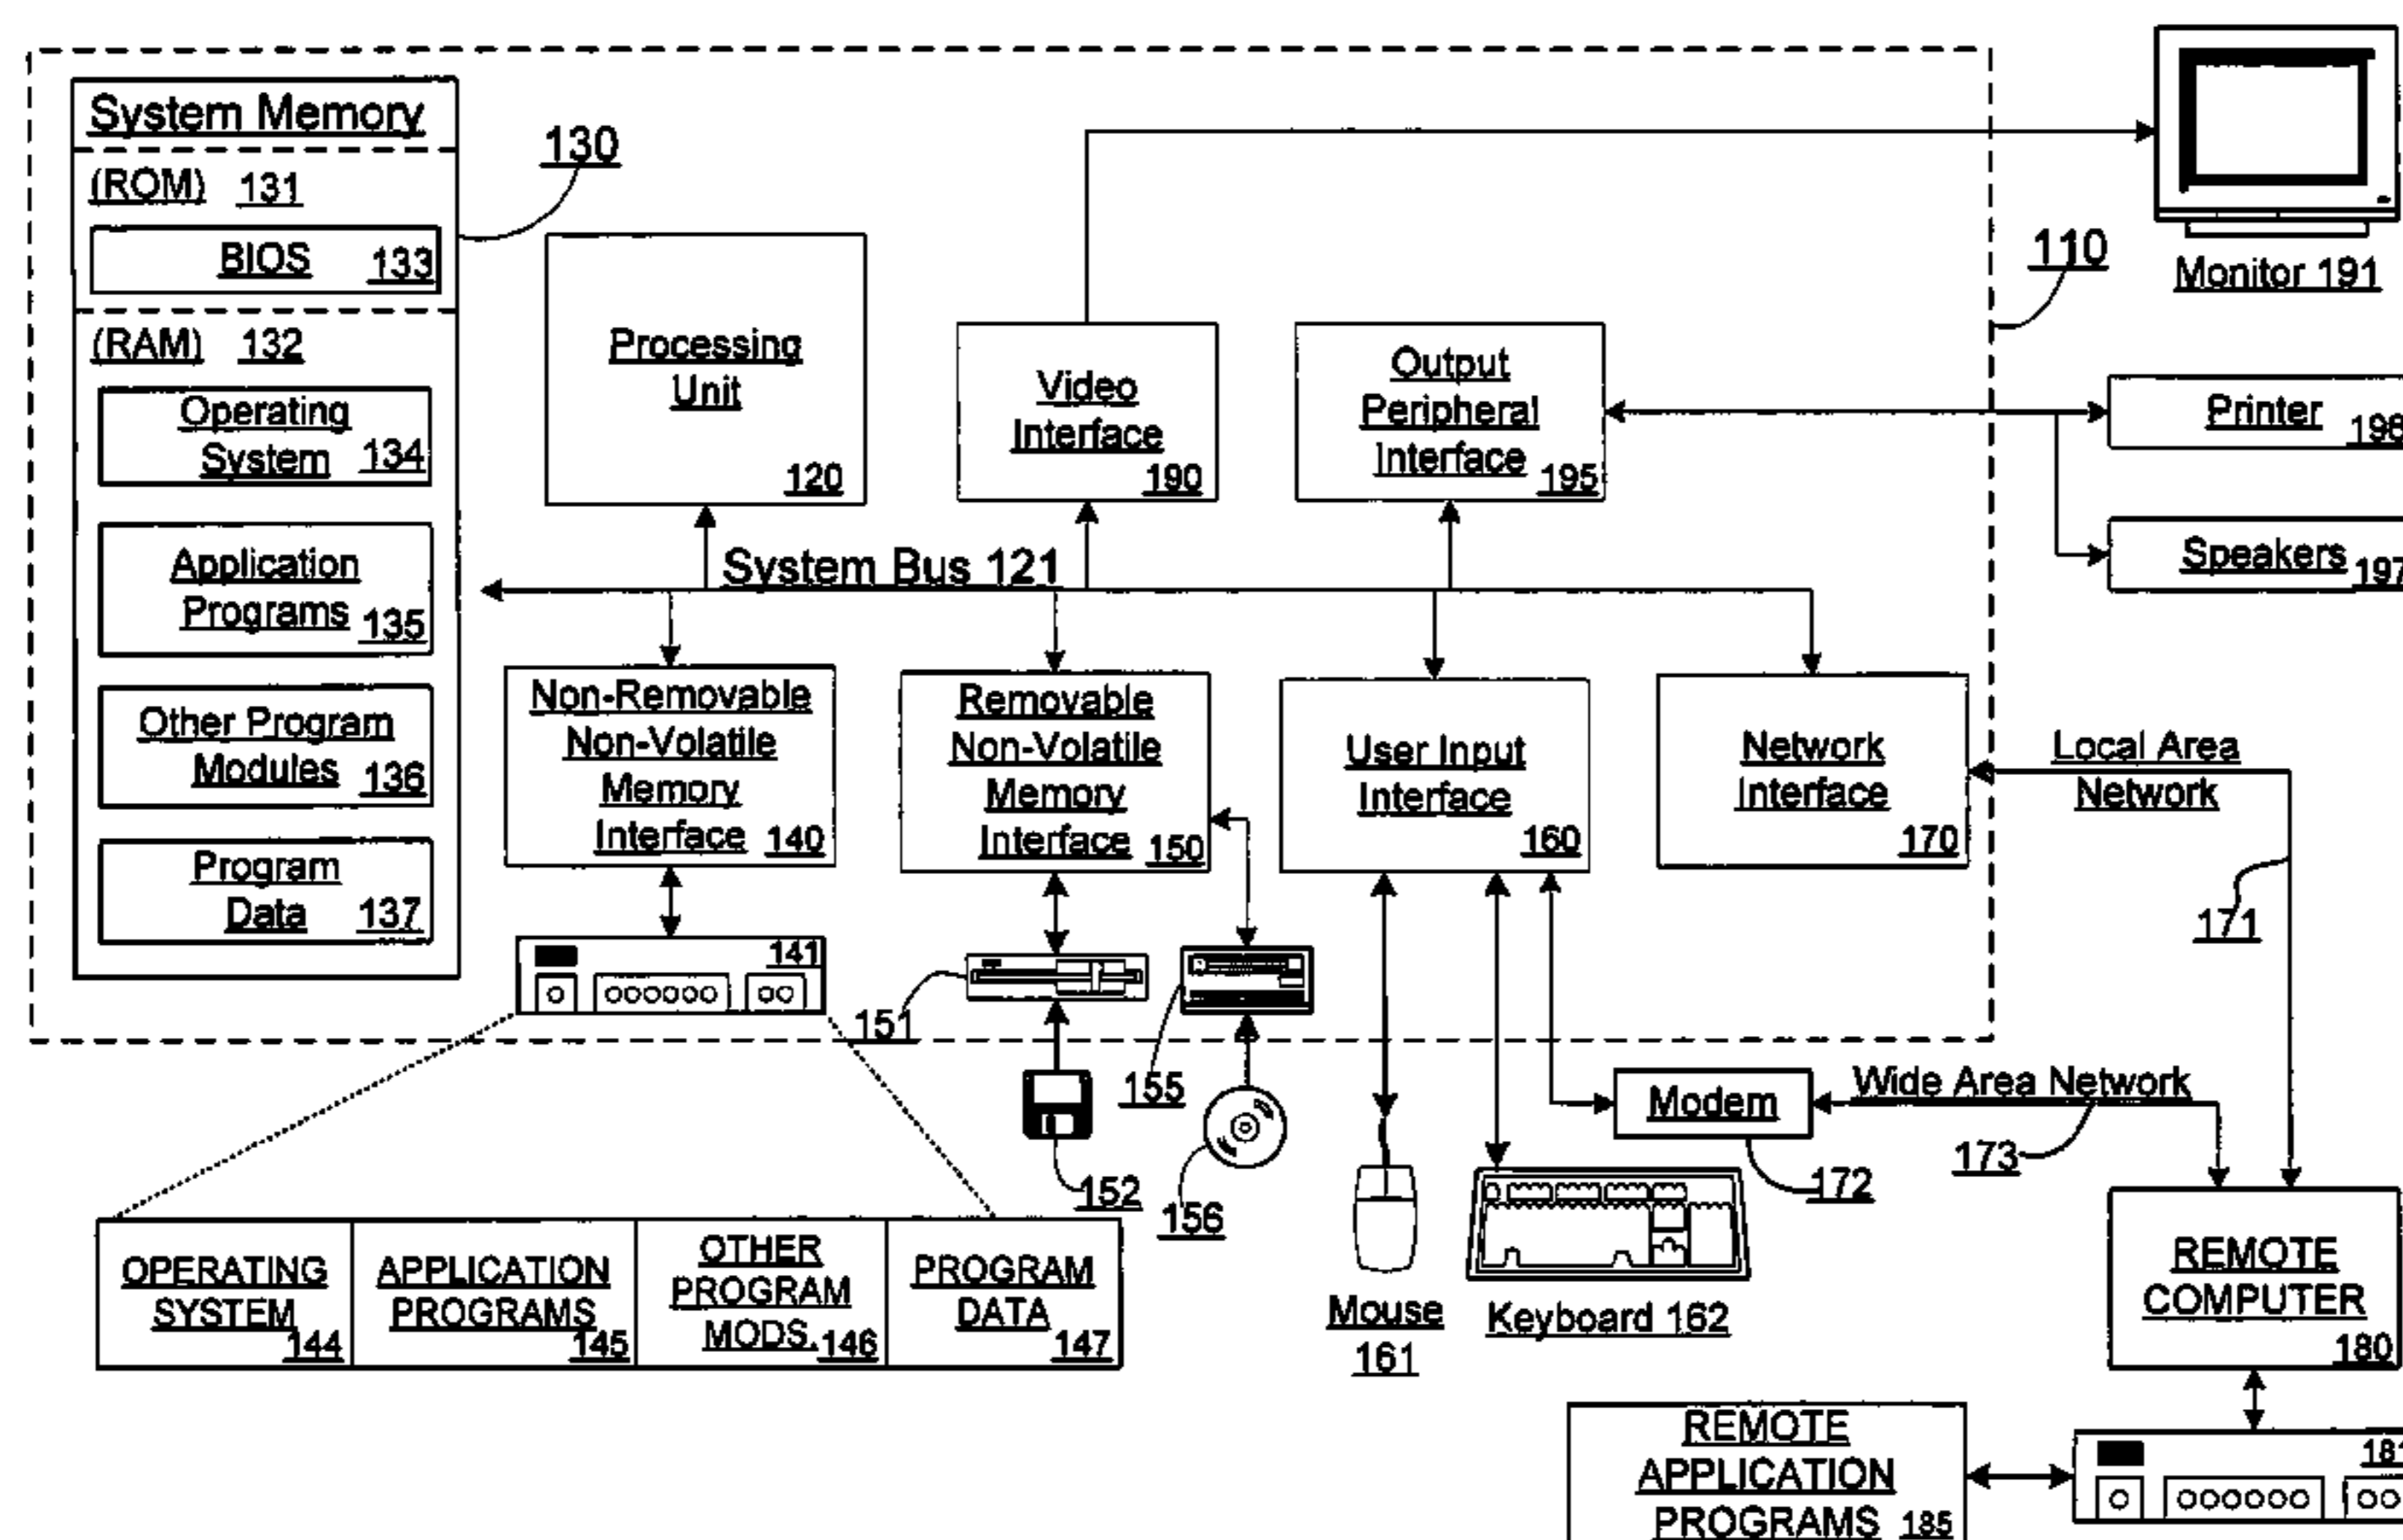 System Memory
(ROM) 131
BIOS 133
(RAM) 132
Operating
System 134
Application
Programs 135
Other Program
Modules 136
Program
Data 137
130
Processing
Unit
120
Video
Interface
190
Output
Peripheral
Interface 195
110
Monitor 191
Printer
Speakers
System Bus 121
Non-Removable
Non-Volatile
Memory
Interface 140
Removable
Non-Volatile
Memory
Interface 150
User Input
Interface
160
Network
Interface
170
Local Area
Network
171
141
151
155
152
156
Modem
172
Wide Area Network
173
OPERATING
SYSTEM 144
APPLICATION
PROGRAMS 145
OTHER
PROGRAM
MODS. 146
PROGRAM
DATA 147
Mouse
161
Keyboard 162
REMOTE
COMPUTER
180
REMOTE
APPLICATION
PROGRAMS 185